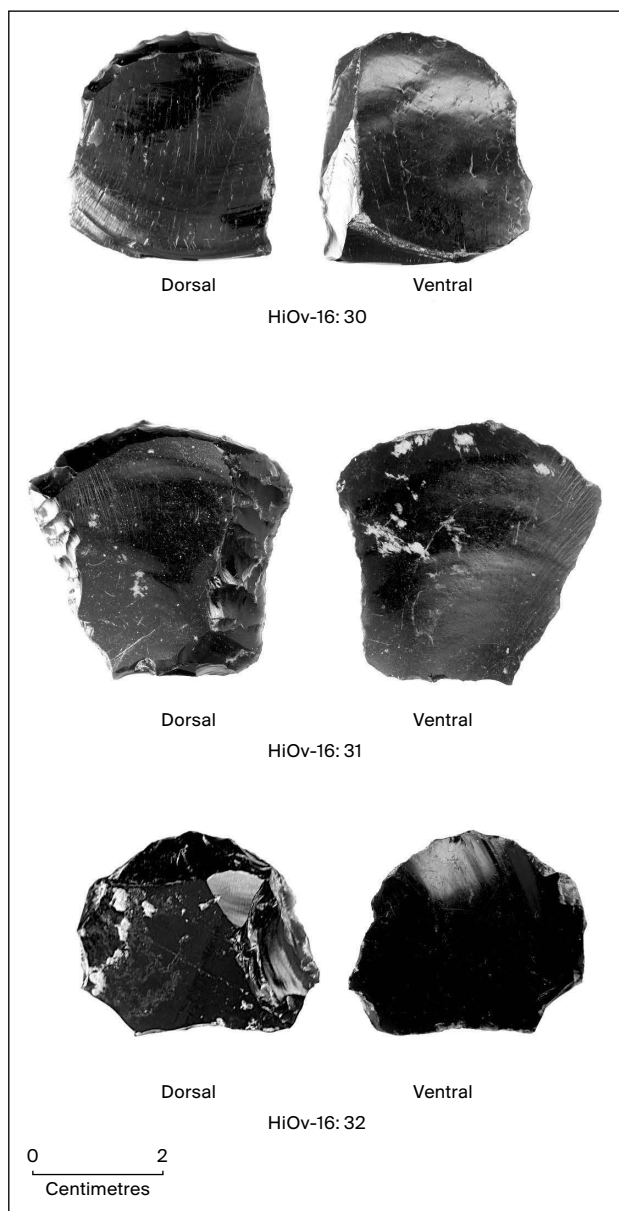 Dorsal Ventral
HiOv-16: 30
Dorsal Ventral
HiOv-16: 31
Dorsal Ventral
HiOv-16: 32
0 2
Centimetres